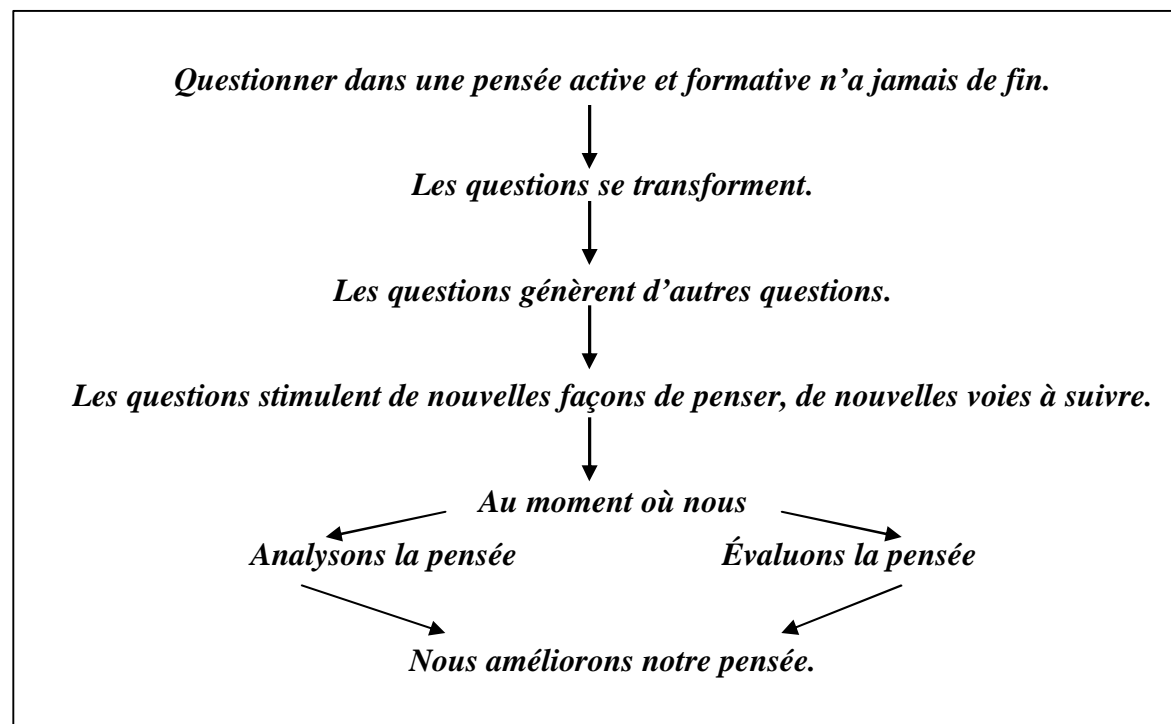 Questionner dans une pensée active et formative n’a jamais de fin.
Les questions se transforment.
Les questions génèrent d’autres questions.
Les questions stimulent de nouvelles façons de penser, de nouvelles voies à suivre.
Au moment où nous
Analysons la pensée
Évaluons la pensée
Nous améliorons notre pensée.